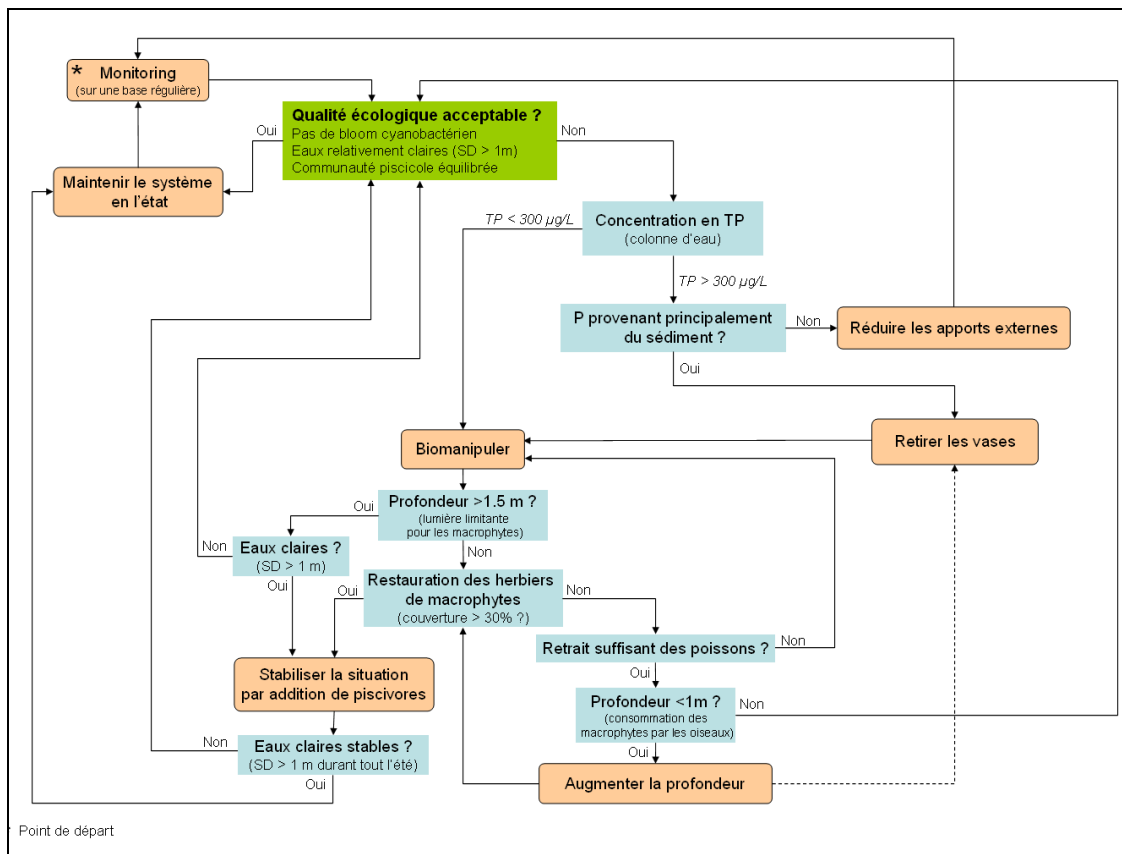 * Monitoring
(sur une base régulière)
Qualité écologique acceptable ?
Pas de bloom cyanobactérien
Eaux relativement claires (SD > 1m)
Communauté piscicole équilibrée
Oui
Non
Maintenir le système
en l'état
TP < 300 µg/L
Concentration en TP
(colonne d'eau)
TP > 300 µg/L
P provenant principalement
du sédiment ?
Non
Réduire les apports externes
Oui
Retirer les vases
Biomanipuler
Oui
Profondeur >1.5 m ?
(lumière limitante
pour les macrophytes)
Non
Non
Eaux claires ?
(SD > 1 m)
Oui
Oui
Restauration des herbiers
de macrophytes
(couverture > 30% ?)
Non
Retrait suffisant des poissons ?
Non
Oui
Stabiliser la situation
par addition de piscivores
Profondeur <1m ?
(consommation des
macrophytes par les oiseaux)
Non
Oui
Non
Eaux claires stables ?
(SD > 1 m durant tout l'été)
Oui
Augmenter la profondeur
* Point de départ